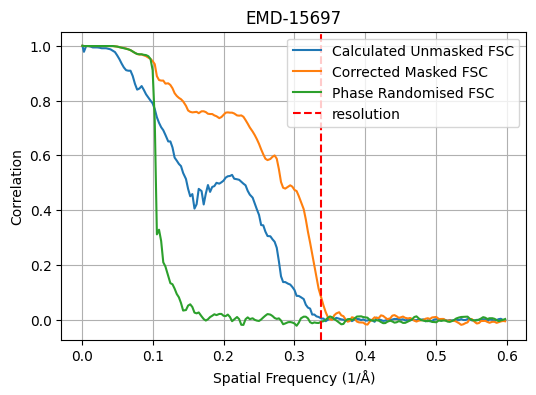 EMD-15697
Calculated Unmasked FSC
Corrected Masked FSC
Phase Randomised FSC
resolution
Correlation
1.0
0.8
0.6
0.4
0.2
0.0
0.0 0.1 0.2 0.3 0.4 0.5 0.6
Spatial Frequency (1/Å)